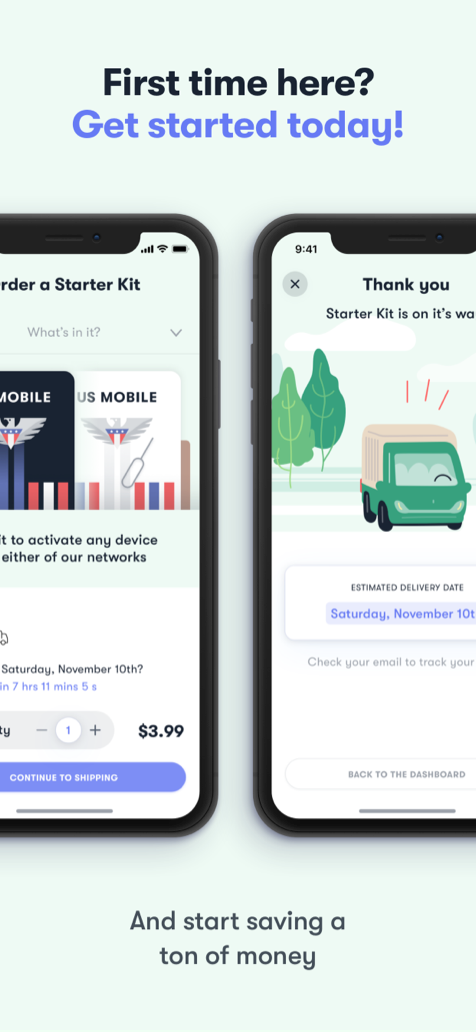 First time here?
Get started today!
rder a Starter Kit
What's in it?
MOBILE
US MOBILE
it to activate any device
either of our networks
Saturday, November 10th?
in 7 hrs 11 mins 5 s
ty
1
$3.99
CONTINUE TO SHIPPING
9:41
Thank you
Starter Kit is on it's wa
ESTIMATED DELIVERY DATE
Saturday, November 10t
Check your email to track your
BACK TO THE DASHBOARD
And start saving a
ton of money